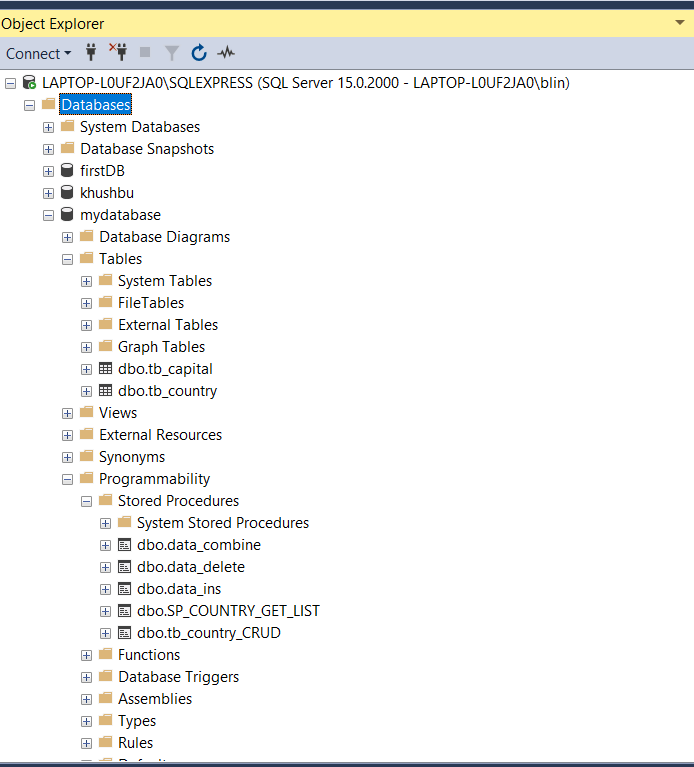 Object Explorer
Connect
LAPTOP-L0UF2JA0\SQLEXPRESS (SQL Server 15.0.2000 - LAPTOP-L0UF2JA0\blin)
Databases
System Databases
Database Snapshots
firstDB
khushbu
mydatabase
Database Diagrams
Tables
System Tables
FileTables
External Tables
Graph Tables
dbo.tb_capital
dbo.tb_country
Views
External Resources
Synonyms
Programmability
Stored Procedures
System Stored Procedures
dbo.data_combine
dbo.data_delete
dbo.data_ins
dbo.SP_COUNTRY_GET_LIST
dbo.tb_country_CRUD
Functions
Database Triggers
Assemblies
Types
Rules